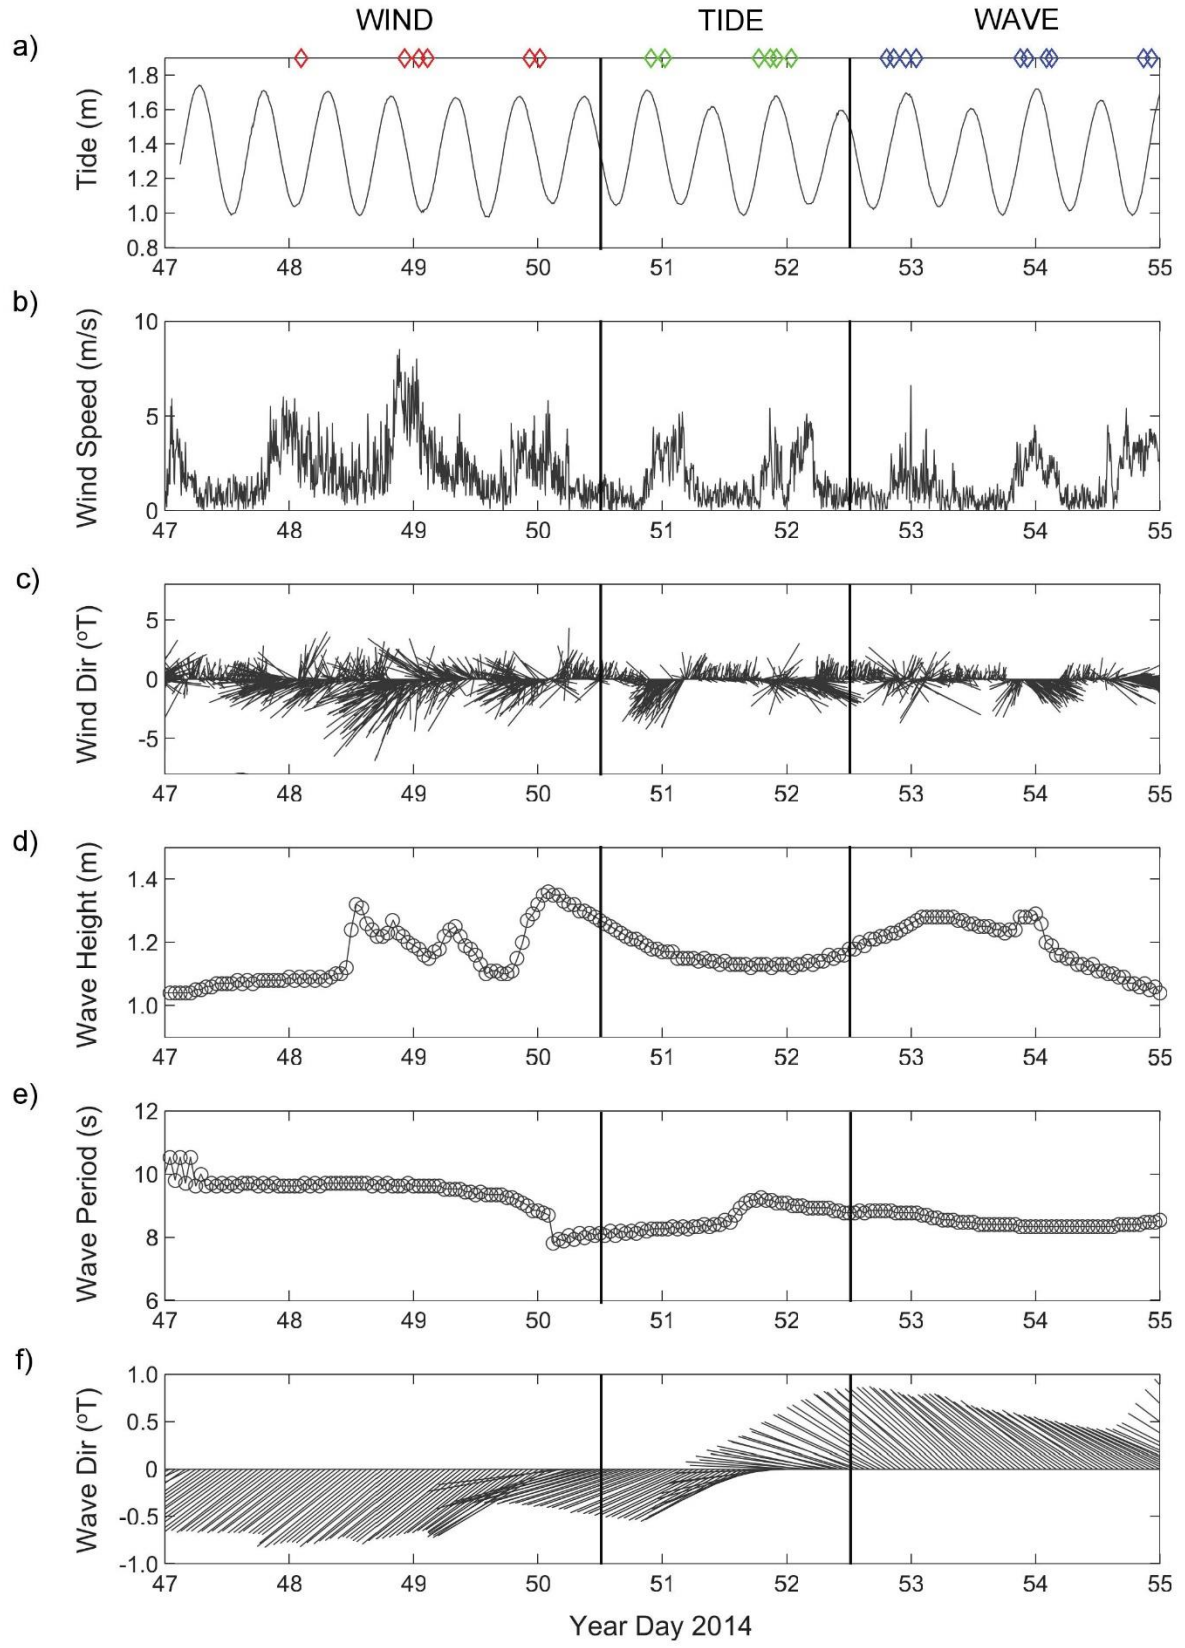 WIND TIDE WAVE
a)
Tide (m)
1.8
1.6
1.4
1.2
1.0
0.8
47 48 49 50 51 52 53 54 55
b)
Wind Speed (m/s)
10
5
0
47 48 49 50 51 52 53 54 55
c)
Wind Dir (°T)
5
0
-5
47 48 49 50 51 52 53 54 55
d)
Wave Height (m)
1.4
1.2
1.0
47 48 49 50 51 52 53 54 55
e)
Wave Period (s)
12
10
8
6
47 48 49 50 51 52 53 54 55
f)
Wave Dir (°T)
1.0
0.5
0
-0.5
-1.0
47 48 49 50 51 52 53 54 55
Year Day 2014